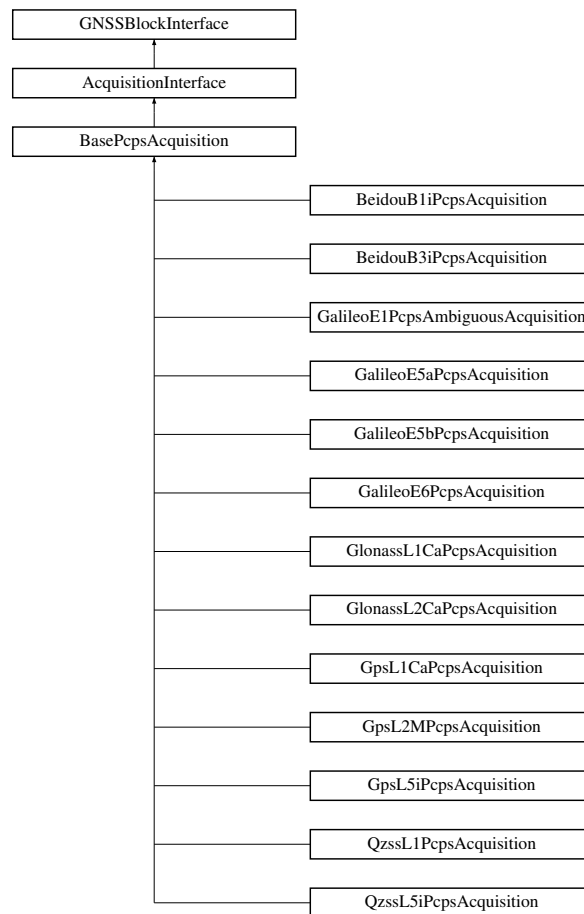 GNSSBlockInterface
AcquisitionInterface
BasePcpsAcquisition
BeidouB1iPcpsAcquisition
BeidouB3iPcpsAcquisition
GalileoE1PcpsAmbiguousAcquisition
GalileoE5aPcpsAcquisition
GalileoE5bPcpsAcquisition
GalileoE6PcpsAcquisition
GlonassL1CaPcpsAcquisition
GlonassL2CaPcpsAcquisition
GpsL1CaPcpsAcquisition
GpsL2MPcpsAcquisition
GpsL5iPcpsAcquisition
QzssL1PcpsAcquisition
QzssL5iPcpsAcquisition